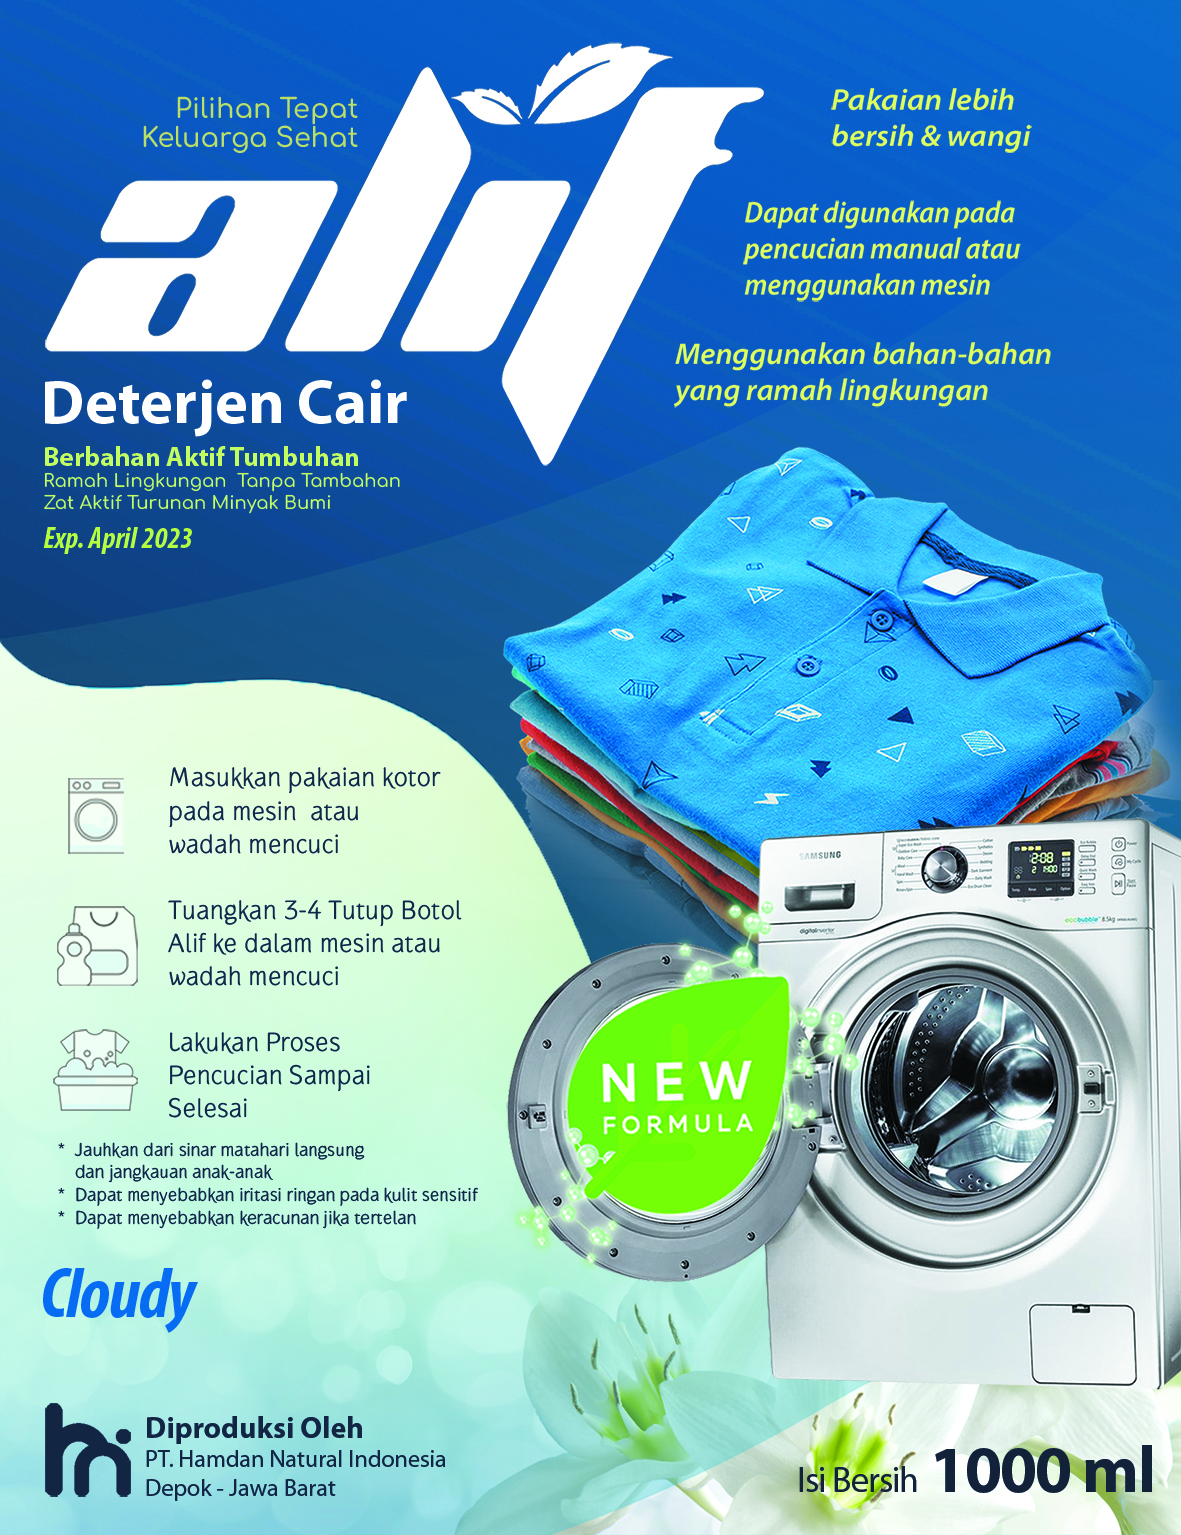 Pilihan Tepat
Keluarga Sehat
alif
Deterjen Cair
Berbahan Aktif Tumbuhan
Ramah Lingkungan Tanpa Tambahan
Zat Aktif Turunan Minyak Bumi
Exp. April 2023
Pakaian lebih
bersih & wangi
Dapat digunakan pada
pencucian manual atau
menggunakan mesin
Menggunakan bahan-bahan
yang ramah lingkungan
Masukkan pakaian kotor
pada mesin atau
wadah mencuci
Tuangkan 3-4 Tutup Botol
Alif ke dalam mesin atau
wadah mencuci
Lakukan Proses
Pencucian Sampai
Selesai
* Jauhkan dari sinar matahari langsung
dan jangkauan anak-anak
* Dapat menyebabkan iritasi ringan pada kulit sensitif
* Dapat menyebabkan keracunan jika tertelan
SAMSUNG
digitalinverter
ecobubble™ 8.5kg
NEW
FORMULA
Cloudy
Diproduksi Oleh
PT. Hamdan Natural Indonesia
Depok - Jawa Barat
Isi Bersih 1000 ml